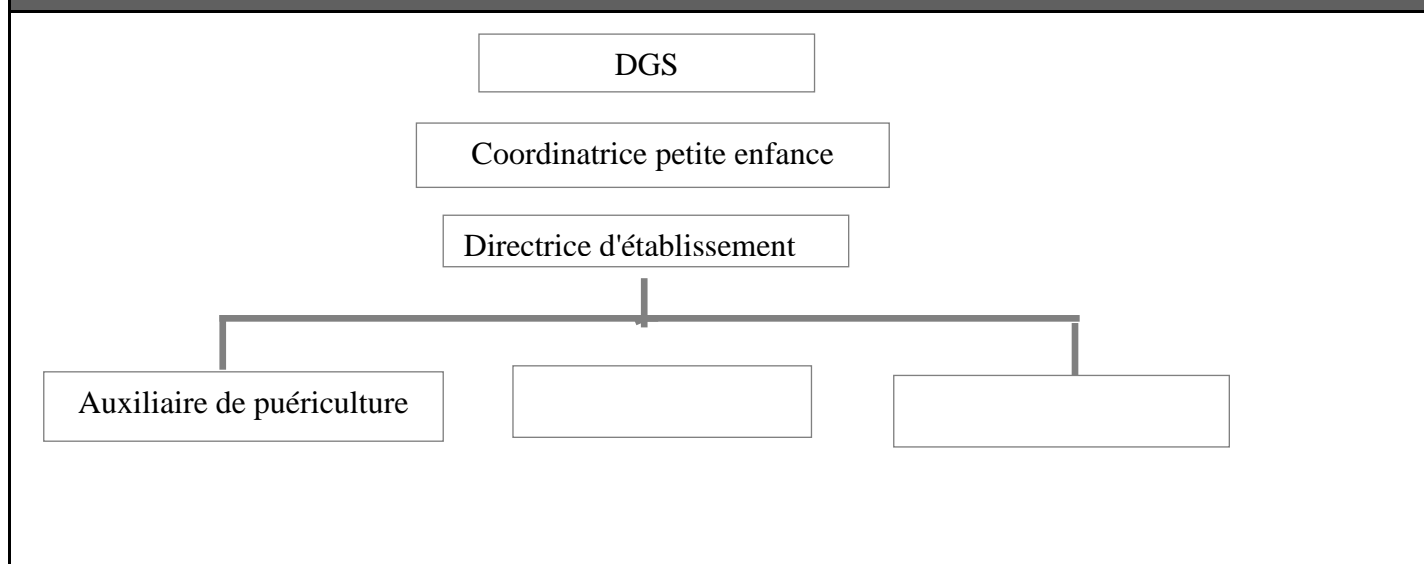 DGS
Coordinatrice petite enfance
Directrice d'établissement
Auxiliaire de puériculture